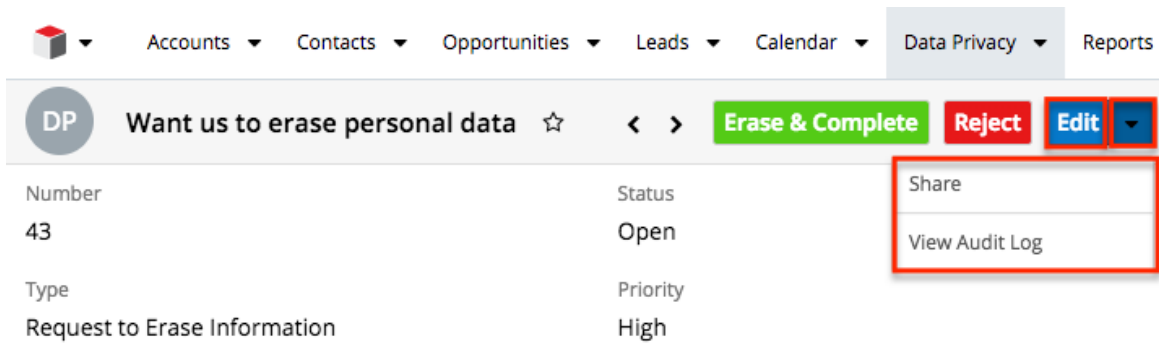 Accounts Contacts Opportunities Leads Calendar Data Privacy Reports
DP Want us to erase personal data Erase & Complete Reject Edit
Number Status Share
43 Open View Audit Log
Type Priority
Request to Erase Information High